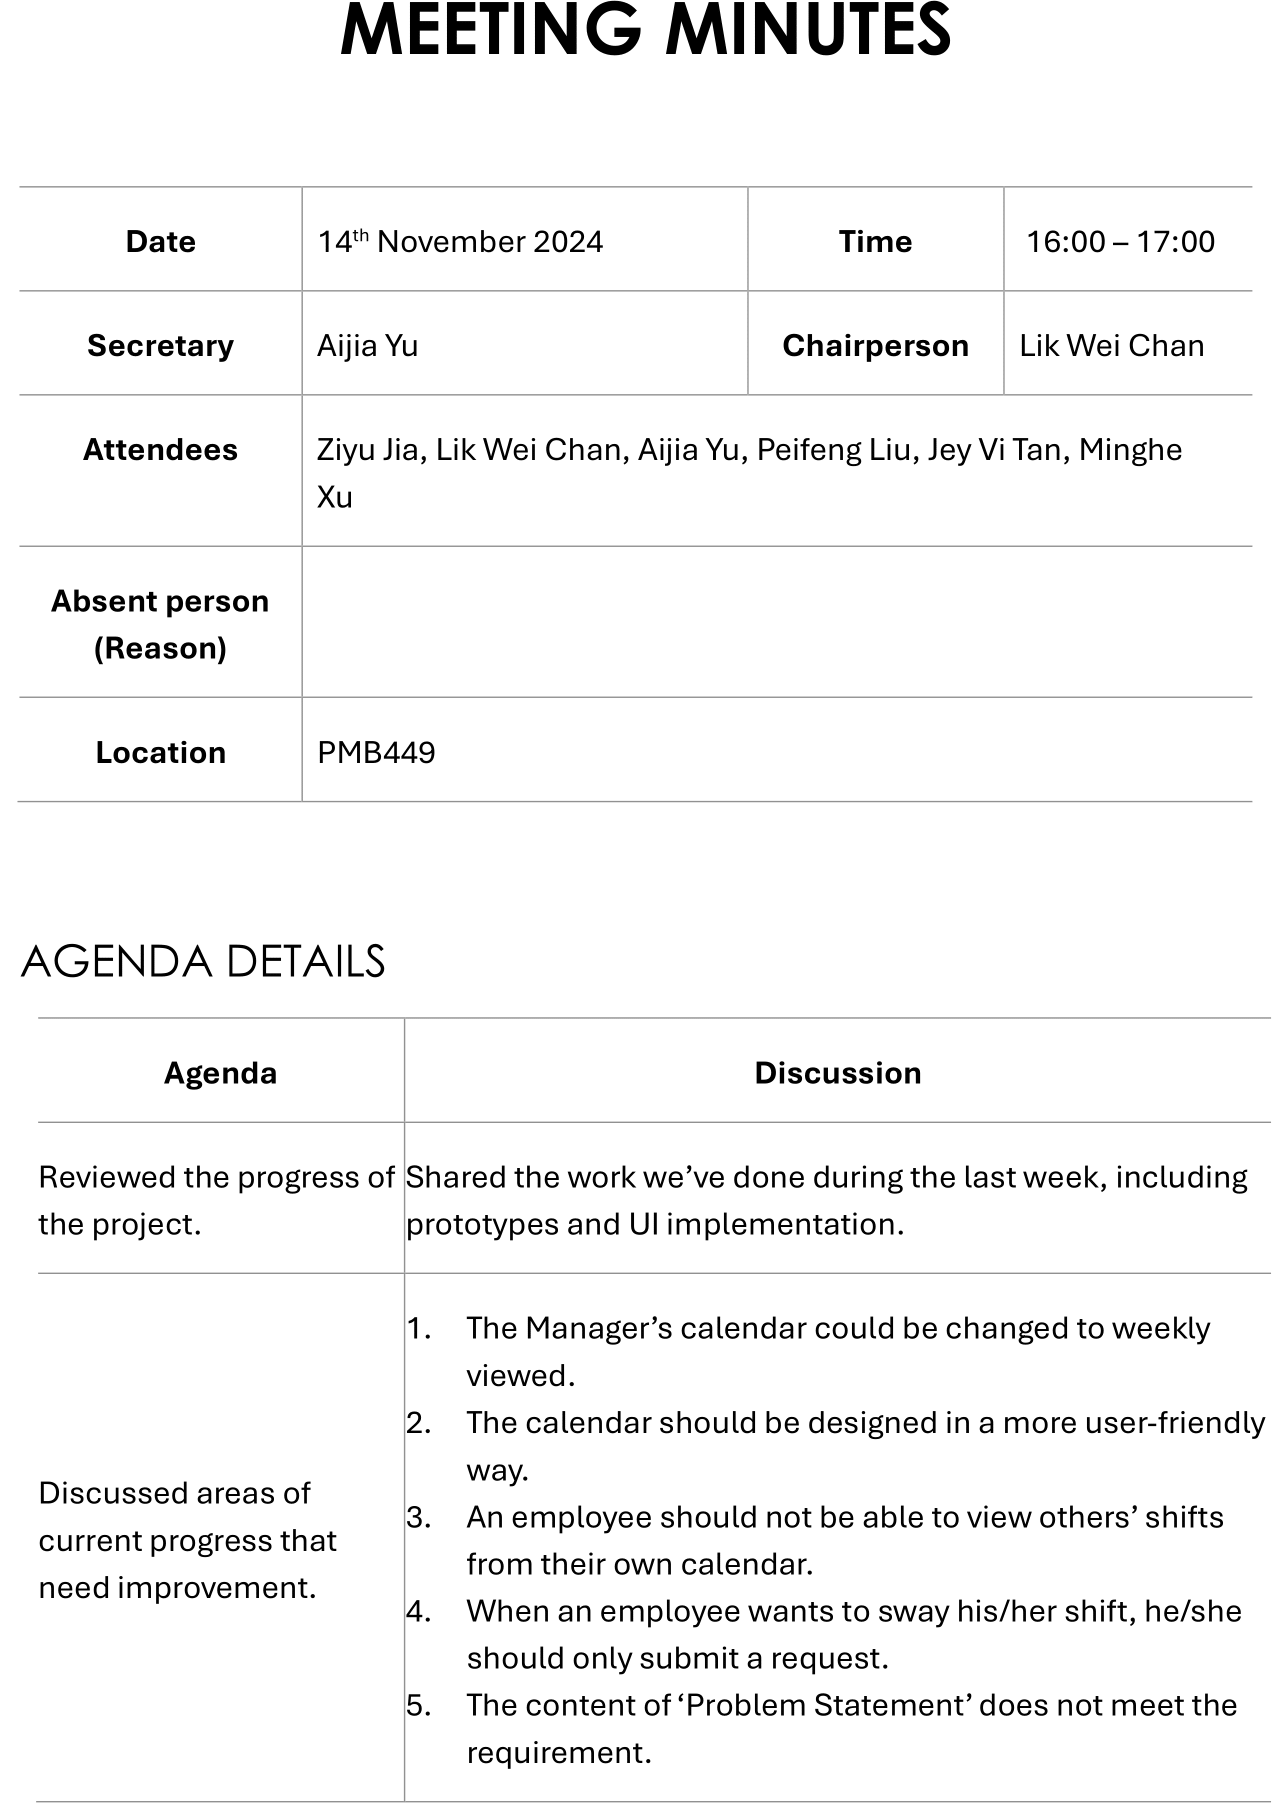 MEETING MINUTES
Date 14th November 2024 Time 16:00 – 17:00
Secretary Aijia Yu Chairperson Lik Wei Chan
Attendees Ziyu Jia, Lik Wei Chan, Aijia Yu, Peifeng Liu, Jey Vi Tan, Minghe
Xu
Absent person
(Reason)
Location PMB449
AGENDA DETAILS
Agenda Discussion
Reviewed the progress of
the project.
Shared the work we’ve done during the last week, including
prototypes and UI implementation.
Discussed areas of
current progress that
need improvement.
1. The Manager’s calendar could be changed to weekly
viewed.
2. The calendar should be designed in a more user-friendly
way.
3. An employee should not be able to view others’ shifts
from their own calendar.
4. When an employee wants to sway his/her shift, he/she
should only submit a request.
5. The content of ‘Problem Statement’ does not meet the
requirement.